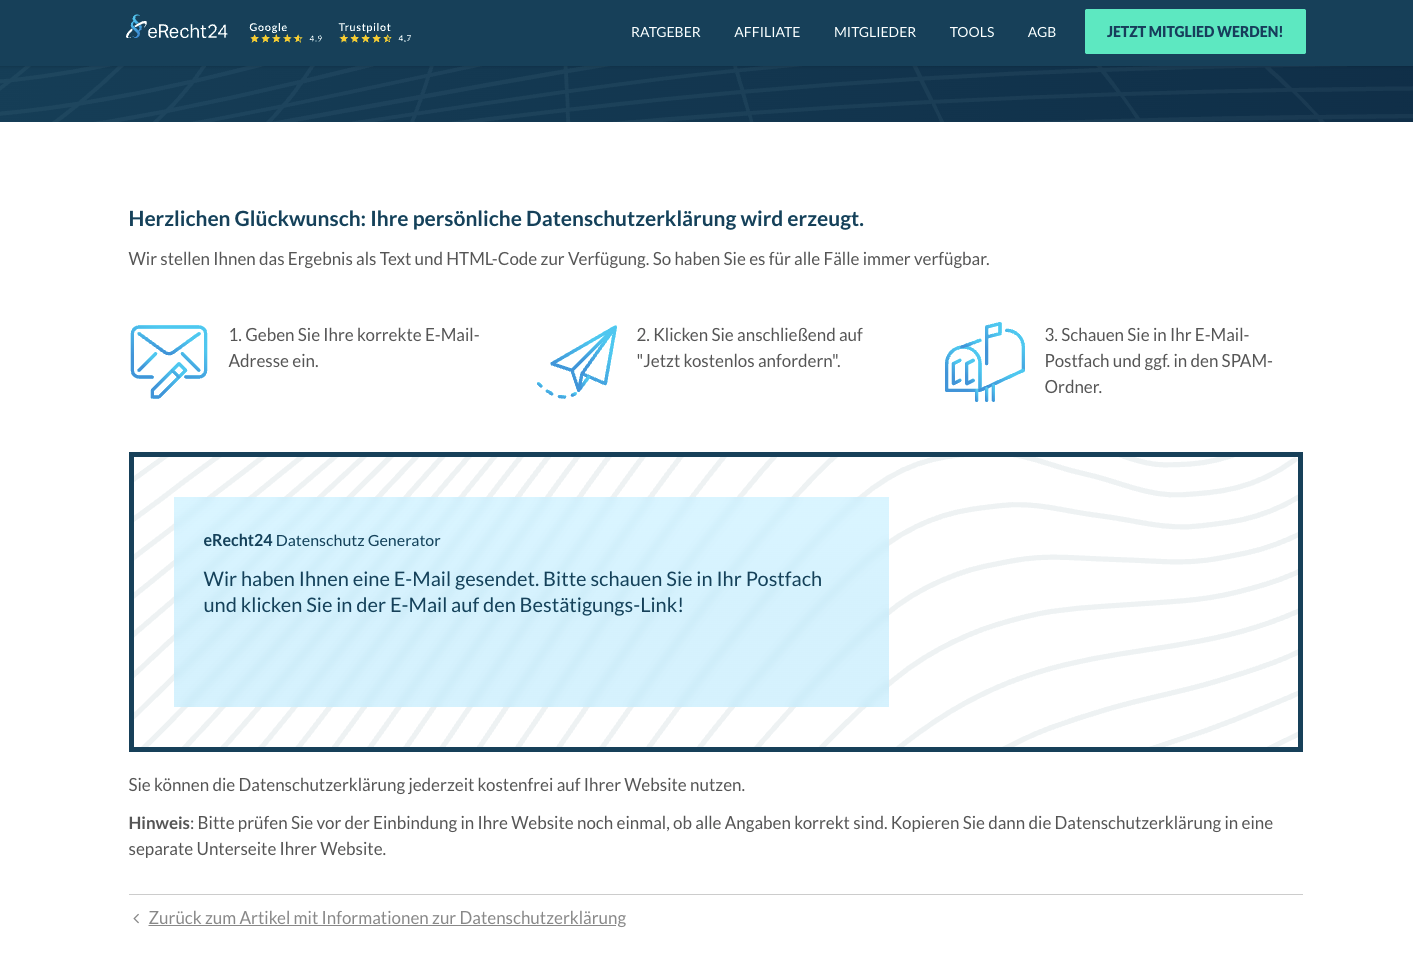 eRecht24
Google
4.9
Trustpilot
4,7
RATGEBER
AFFILIATE
MITGLIEDER
TOOLS
AGB
JETZT MITGLIED WERDEN!
Herzlichen Glückwunsch: Ihre persönliche Datenschutzerklärung wird erzeugt.
Wir stellen Ihnen das Ergebnis als Text und HTML-Code zur Verfügung. So haben Sie es für alle Fälle immer verfügbar.
1. Geben Sie Ihre korrekte E-Mail-
Adresse ein.
2. Klicken Sie anschließend auf
"Jetzt kostenlos anfordern".
3. Schauen Sie in Ihr E-Mail-
Postfach und ggf. in den SPAM-
Ordner.
eRecht24 Datenschutz Generator
Wir haben Ihnen eine E-Mail gesendet. Bitte schauen Sie in Ihr Postfach
und klicken Sie in der E-Mail auf den Bestätigungs-Link!
Sie können die Datenschutzerklärung jederzeit kostenfrei auf Ihrer Website nutzen.
Hinweis: Bitte prüfen Sie vor der Einbindung in Ihre Website noch einmal, ob alle Angaben korrekt sind. Kopieren Sie dann die Datenschutzerklärung in eine
separate Unterseite Ihrer Website.
Zurück zum Artikel mit Informationen zur Datenschutzerklärung